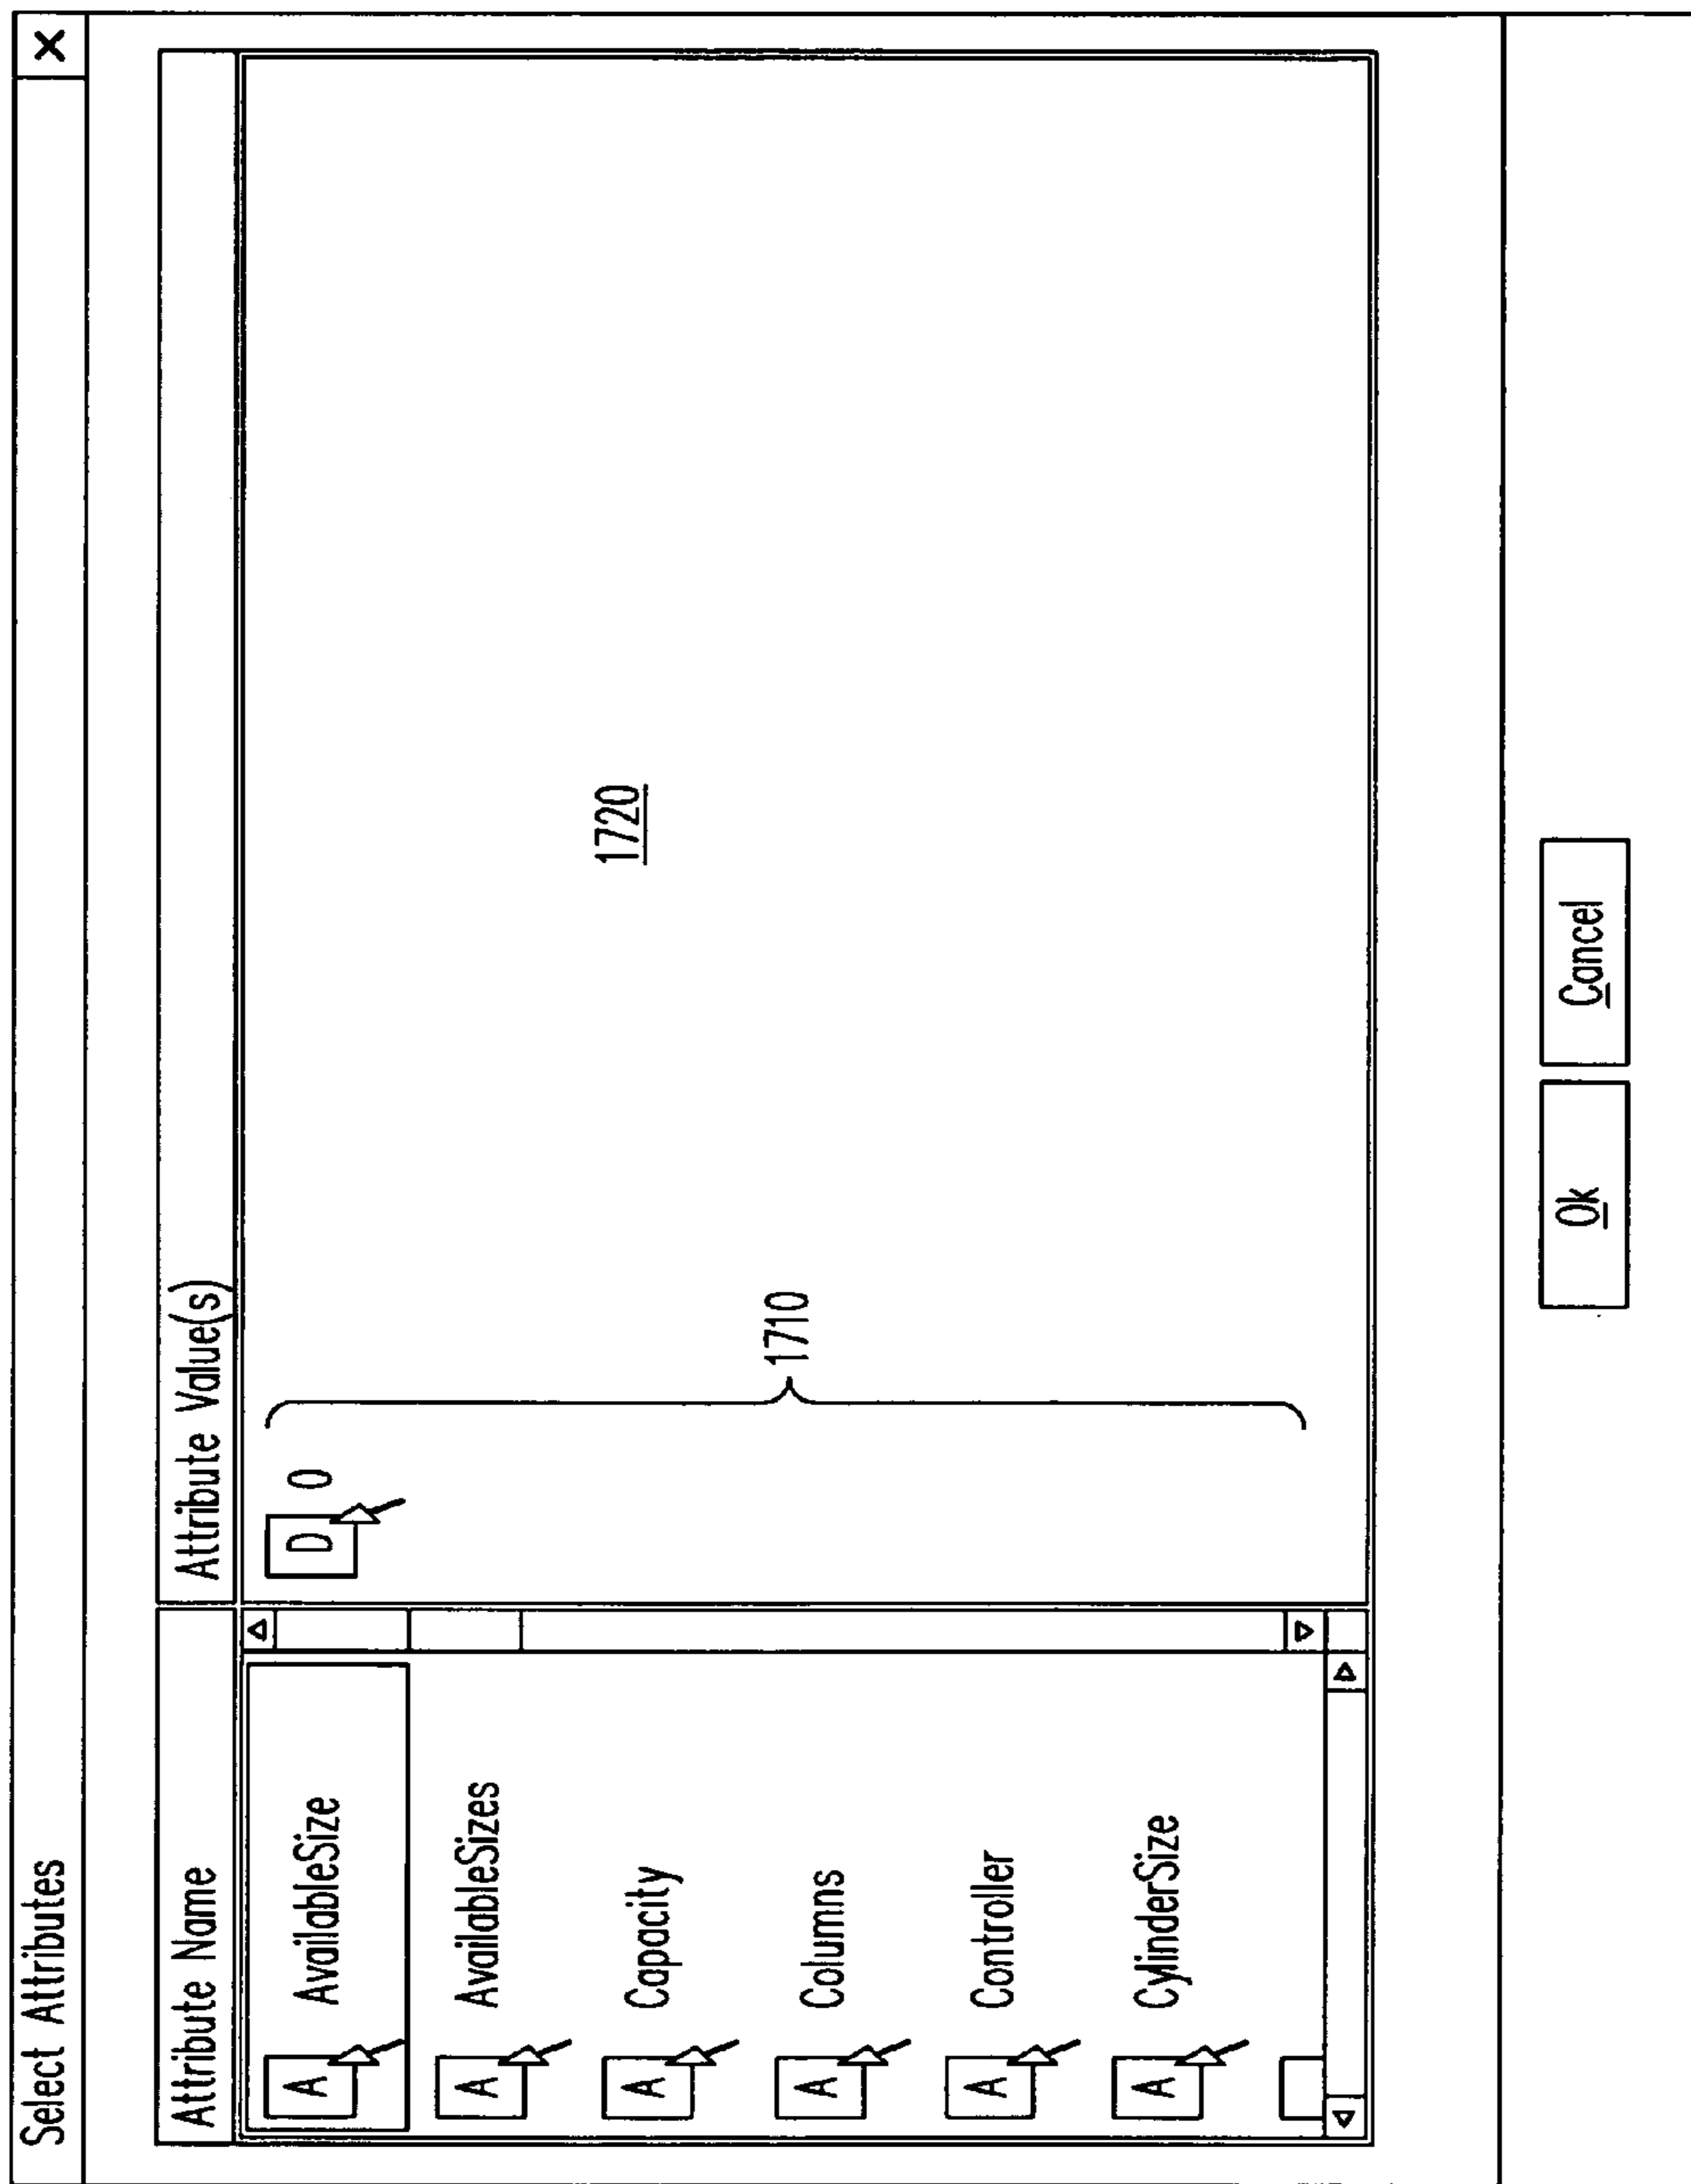 Select Attributes X
Attribute Name Attribute Value(s)
A AvailableSize D 0
A AvailableSizes
A Capacity
1720
A Columns
1710
A Controller
A CylinderSize
Ok Cancel